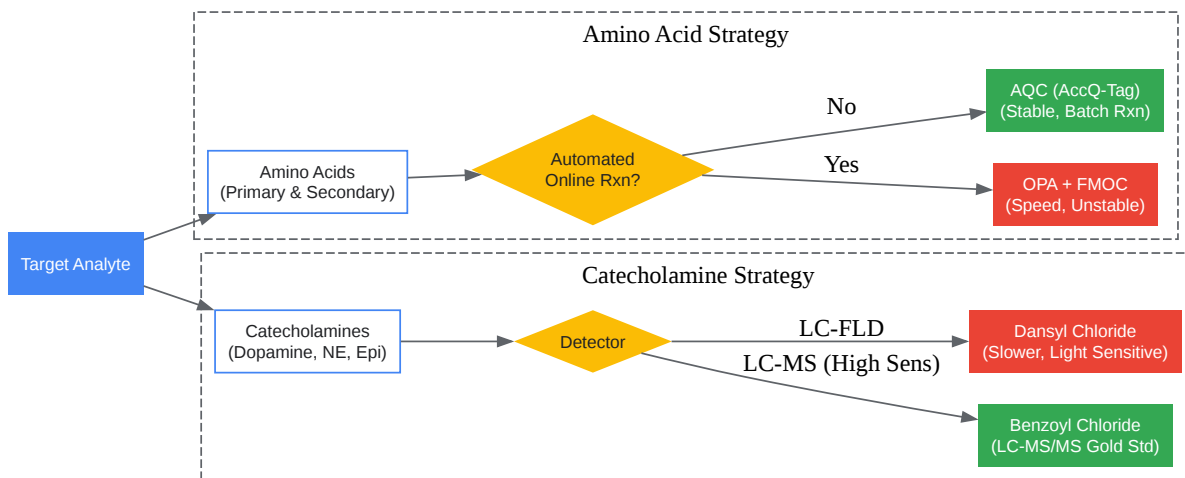 Amino Acid Strategy
Target Analyte
Amino Acids
(Primary & Secondary)
Automated
Online Rxn?
No
Yes
AQC (AccQ-Tag)
(Stable, Batch Rxn)
OPA + FMOC
(Speed, Unstable)
Catecholamine Strategy
Catecholamines
(Dopamine, NE, Epi)
Detector
LC-FLD
LC-MS (High Sens)
Dansyl Chloride
(Slower, Light Sensitive)
Benzoyl Chloride
(LC-MS/MS Gold Std)